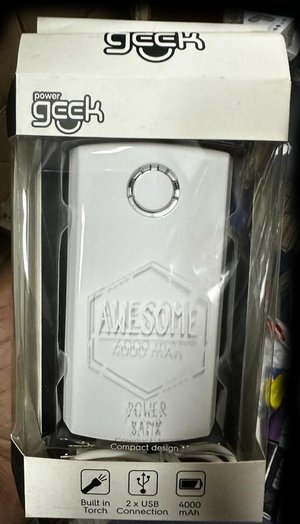 geek
power
geek
AWESOME
4000 mAH
POWER
BANK
Compact design
Built in
Torch
2 x USB
Connection
4000
mAh